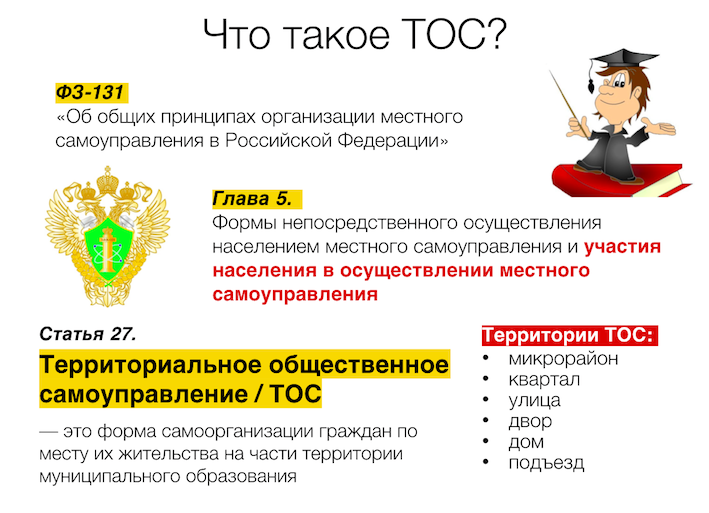 Что такое ТОС?
ФЗ-131
«Об общих принципах организации местного
самоуправления в Российской Федерации»
Глава 5.
Формы непосредственного осуществления
населением местного самоуправления и участия
населения в осуществлении местного
самоуправления
Статья 27.
Территориальное общественное
самоуправление / ТОС
— это форма самоорганизации граждан по
месту их жительства на части территории
муниципального образования
Территории ТОС:
• микрорайон
• квартал
• улица
• двор
• дом
• подъезд